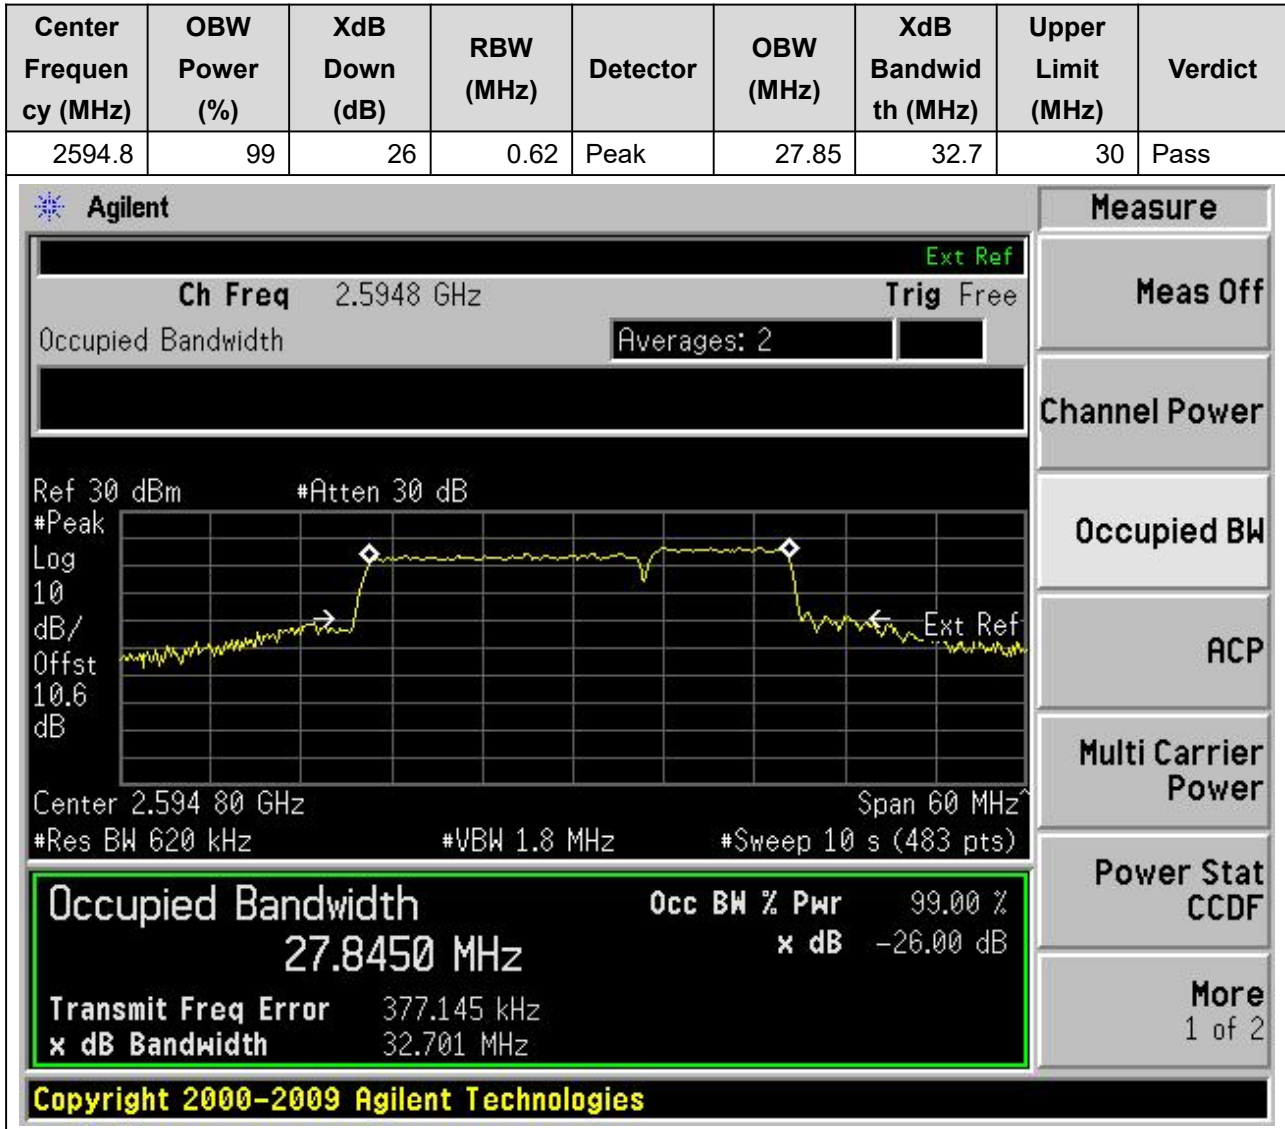 Center Frequen cy (MHz) OBW Power (%) XdB Down (dB) RBW (MHz) Detector OBW (MHz) XdB Bandwid th (MHz) Upper Limit (MHz) Verdict
2594.8 99 26 0.62 Peak 27.85 32.7 30 Pass
Agilent
Measure
Ext Ref
Ch Freq 2.5948 GHz Trig Free
Meas Off
Occupied Bandwidth
Averages: 2
Channel Power
Ref 30 dBm #Atten 30 dB
#Peak
Log
10
dB/
Offst
10.6
dB
Ext Ref
Occupied BW
ACP
Center 2.594 80 GHz Span 60 MHz^
#Res BW 620 kHz #VBW 1.8 MHz #Sweep 10 s (483 pts)
Multi Carrier
Power
Occupied Bandwidth
27.8450 MHz
Occ BW % Pwr 99.00 %
x dB -26.00 dB
Transmit Freq Error 377.145 kHz
x dB Bandwidth 32.701 MHz
Power Stat
CCDF
More
1 of 2
Copyright 2000-2009 Agilent Technologies